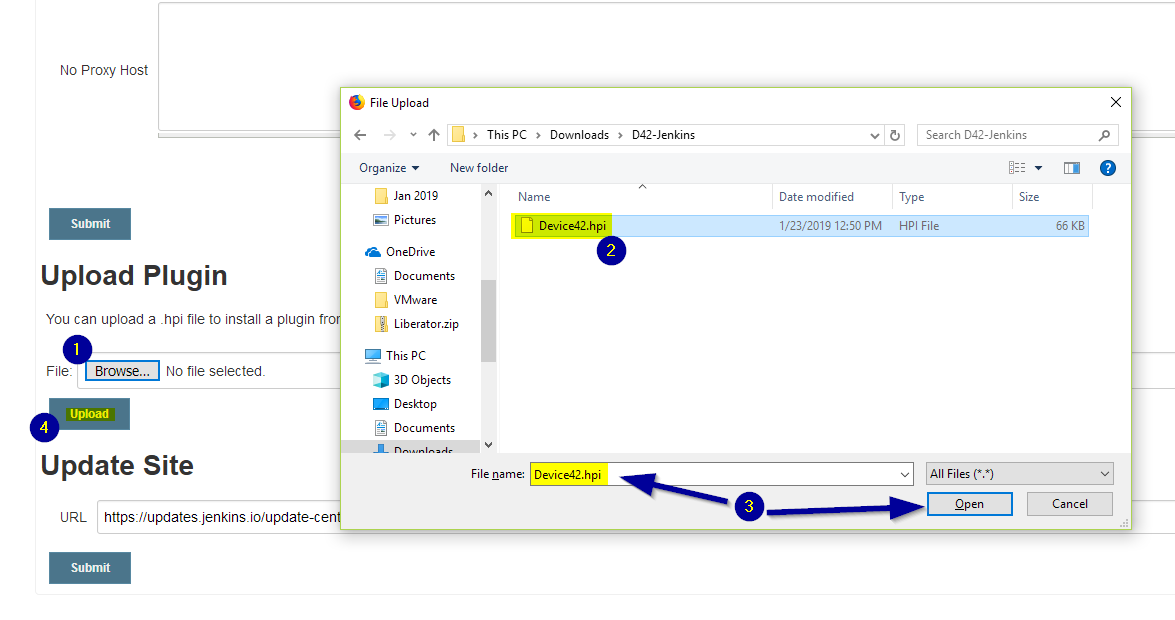 No Proxy Host
Submit
Upload Plugin
You can upload a .hpi file to install a plugin from
1
File: Browse... No file selected.
Upload
4
Update Site
URL https://updates.jenkins.io/update-cent
Submit
File Upload
This PC > Downloads > D42-Jenkins
Search D42-Jenkins
Organize New folder
?
Jan 2019
Pictures
OneDrive
Documents
VMware
Liberator.zip
This PC
3D Objects
Desktop
Documents
Downloads
Name Date modified Type Size
Device42.hpi 1/23/2019 12:50 PM HPI File 66 KB
2
File name: Device42.hpi All Files (*.*)
3
Open Cancel